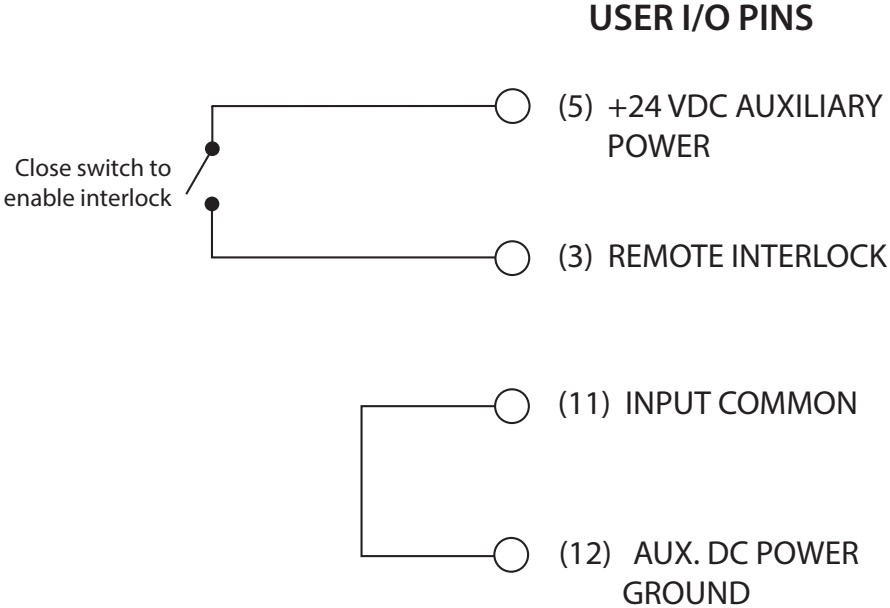 USER I/O PINS
(5) +24 VDC AUXILIARY
POWER
Close switch to
enable interlock
(3) REMOTE INTERLOCK
(11) INPUT COMMON
(12) AUX. DC POWER
GROUND